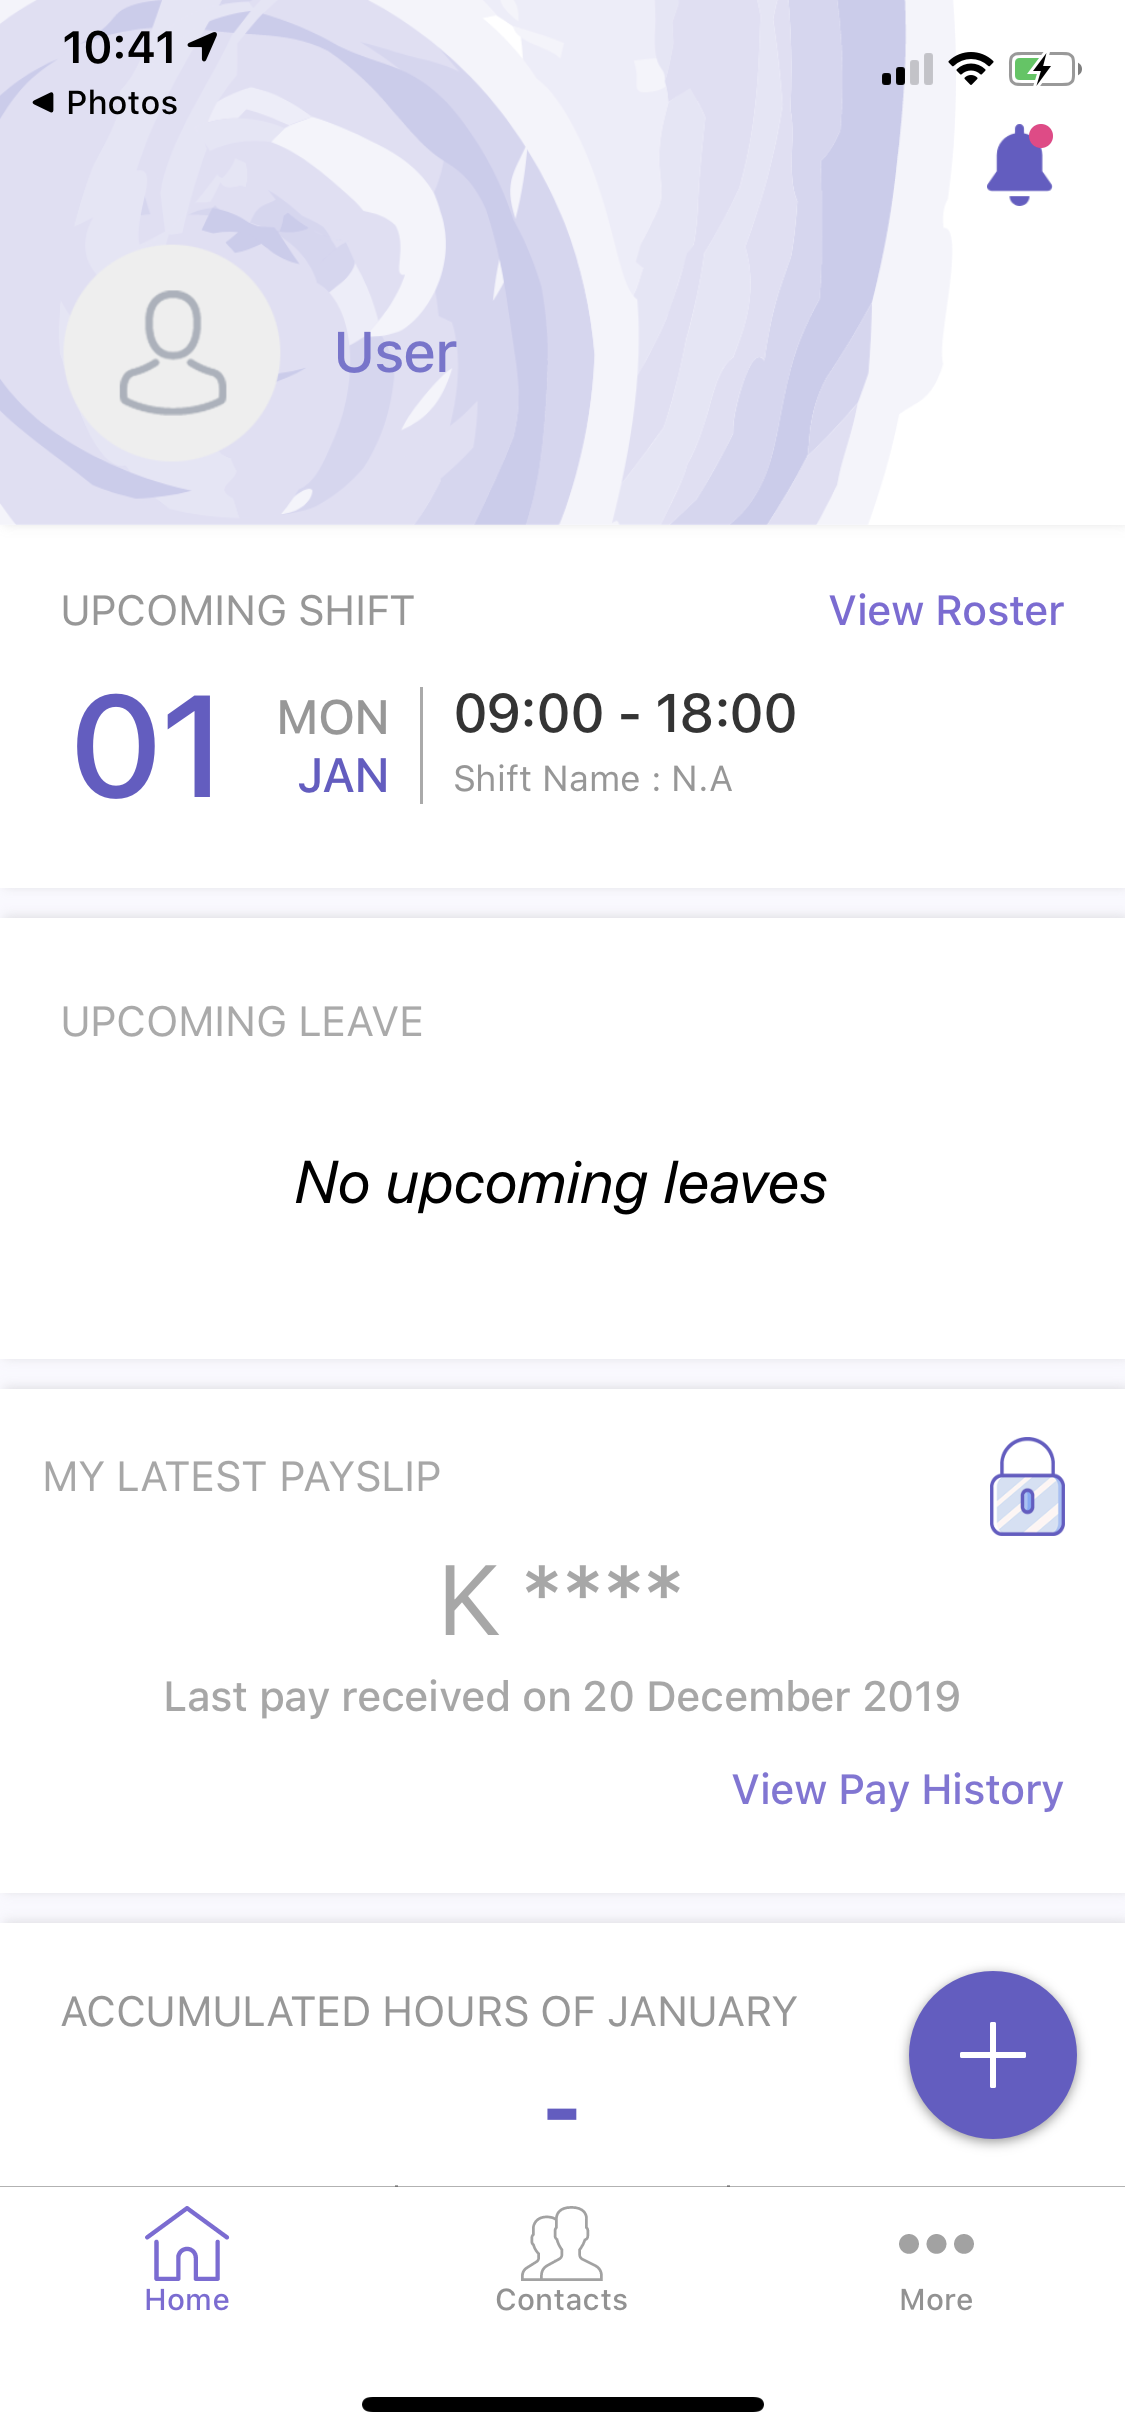 10:41
Photos
User
UPCOMING SHIFT
View Roster
01
MON
JAN
09:00 - 18:00
Shift Name : N.A
UPCOMING LEAVE
No upcoming leaves
MY LATEST PAYSLIP
K ****
Last pay received on 20 December 2019
View Pay History
ACCUMULATED HOURS OF JANUARY
-
Home
Contacts
More